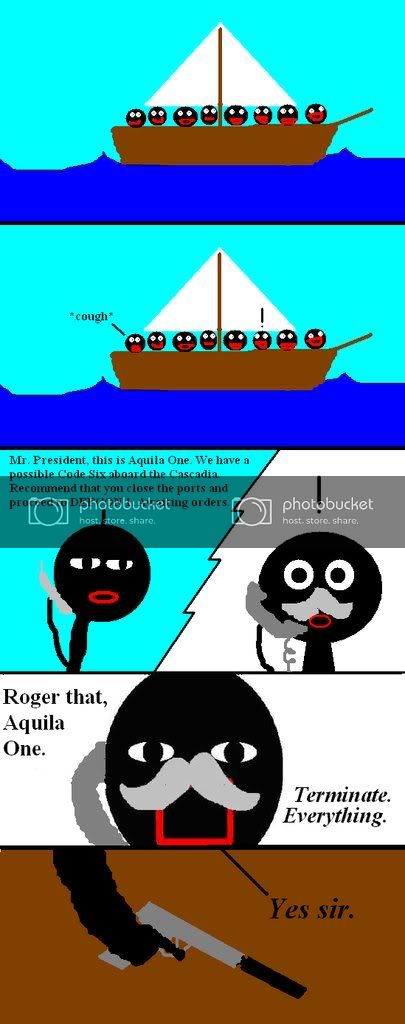 *cough*
!
Mr. President, this is Aquila One. We have a
possible Code Six aboard the Cascadia.
Recommend that you close the ports and
orders
photobucket
host. store. share.
photobucket
host. store. share.
Roger that,
Aquila
One.
Terminate.
Everything.
Yes sir.